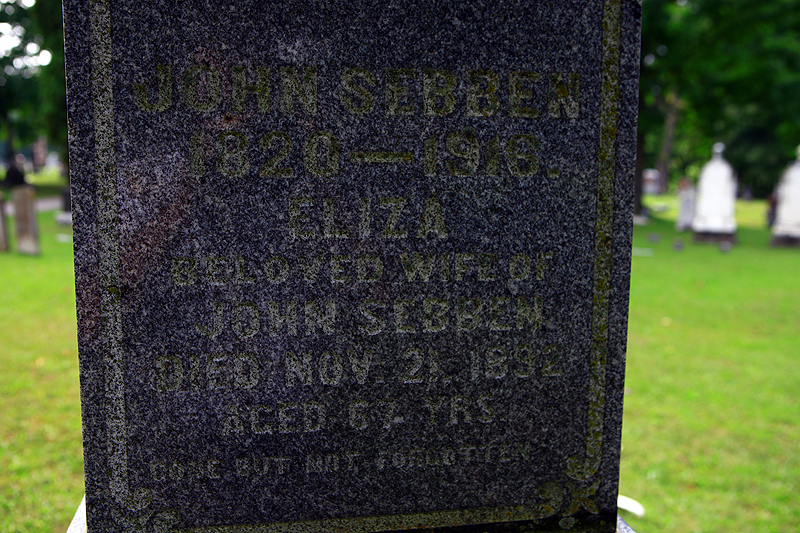 JOHN SEBBEN
1820—1916.
ELIZA
BELOVED WIFE OF
JOHN SEBBEN
DIED NOV. 21, 1892
AGED 67 YRS.
GONE BUT NOT FORGOTTEN